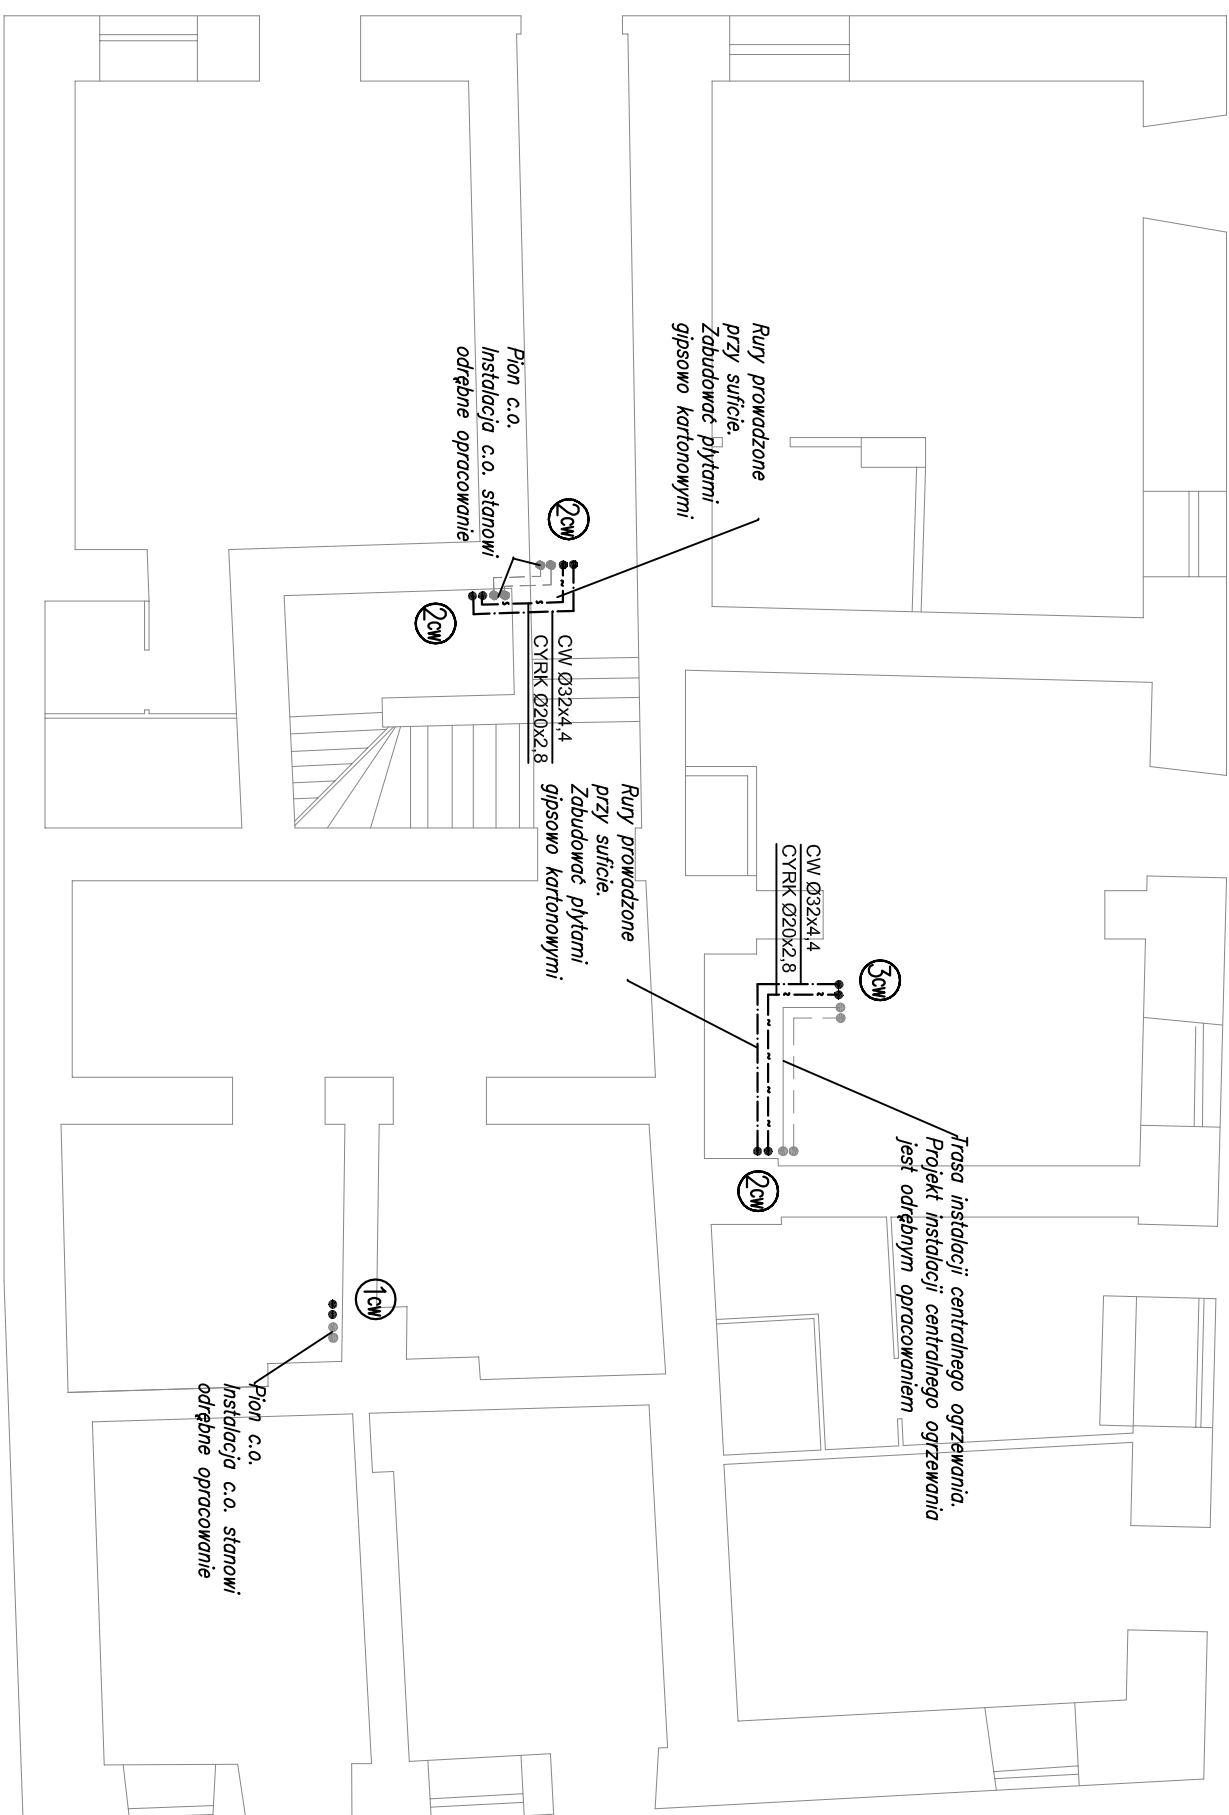 Rury prowadzone
przy suficie.
Zabudować płytami
gipsowo kartonowymi
Pion c.o.
Instalacja c.o. stanowi
odrębne opracowanie
2cw
2cw
CW Ø32x4,4
CYRK Ø20x2,8
Rury prowadzone
przy suficie.
Zabudować płytami
gipsowo kartonowymi
CW Ø32x4,4
CYRK Ø20x2,8
3cw
2cw
Trasa instalacji centralnego ogrzewania.
Projekt instalacji centralnego ogrzewania
jest odrębnym opracowaniem
1cw
Pion c.o.
Instalacja c.o. stanowi
odrębne opracowanie